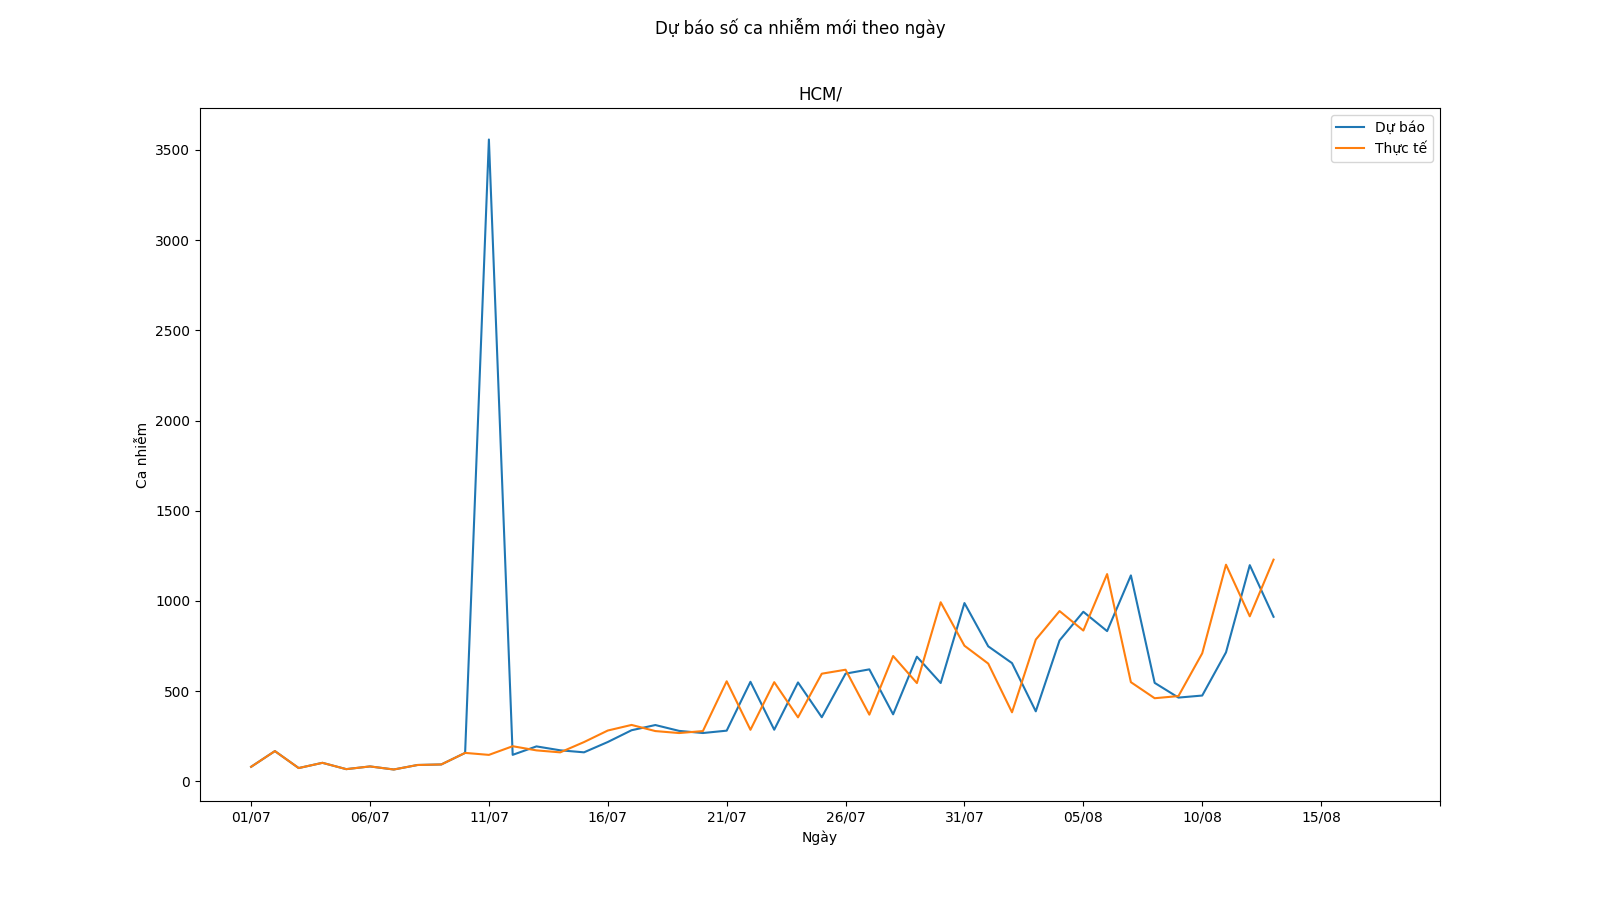 Dự báo số ca nhiễm mới theo ngày
HCM/
Dự báo
Thực tế
3500
3000
2500
2000
1500
1000
500
0
Ca nhiễm
01/07 06/07 11/07 16/07 21/07 26/07 31/07 05/08 10/08 15/08
Ngày